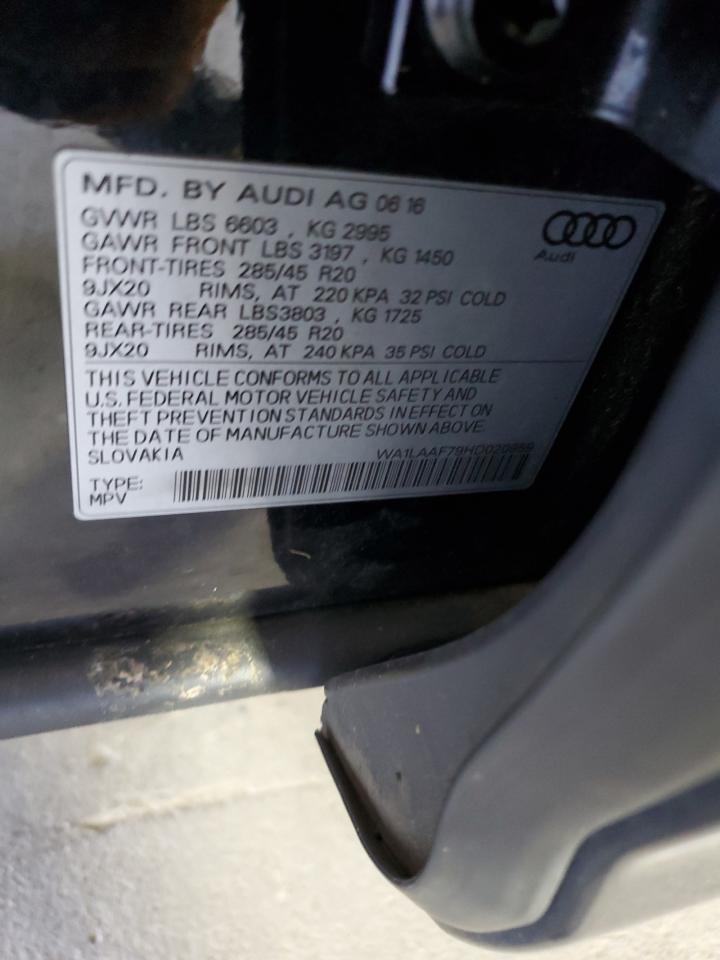 MFD. BY AUDI AG 06 16
GVWR LBS 6603 , KG 2995
GAWR FRONT LBS 3197 , KG 1450
FRONT-TIRES 285/45 R20
9JX20 RIMS, AT 220 KPA 32 PSI COLD
GAWR REAR LBS3803 , KG 1725
REAR-TIRES 285/45 R20
9JX20 RIMS, AT 240 KPA 35 PSI COLD
Audi
THIS VEHICLE CONFORMS TO ALL APPLICABLE
U.S. FEDERAL MOTOR VEHICLE SAFETY AND
THEFT PREVENTION STANDARDS IN EFFECT ON
THE DATE OF MANUFACTURE SHOWN ABOVE.
SLOVAKIA
TYPE:
MPV